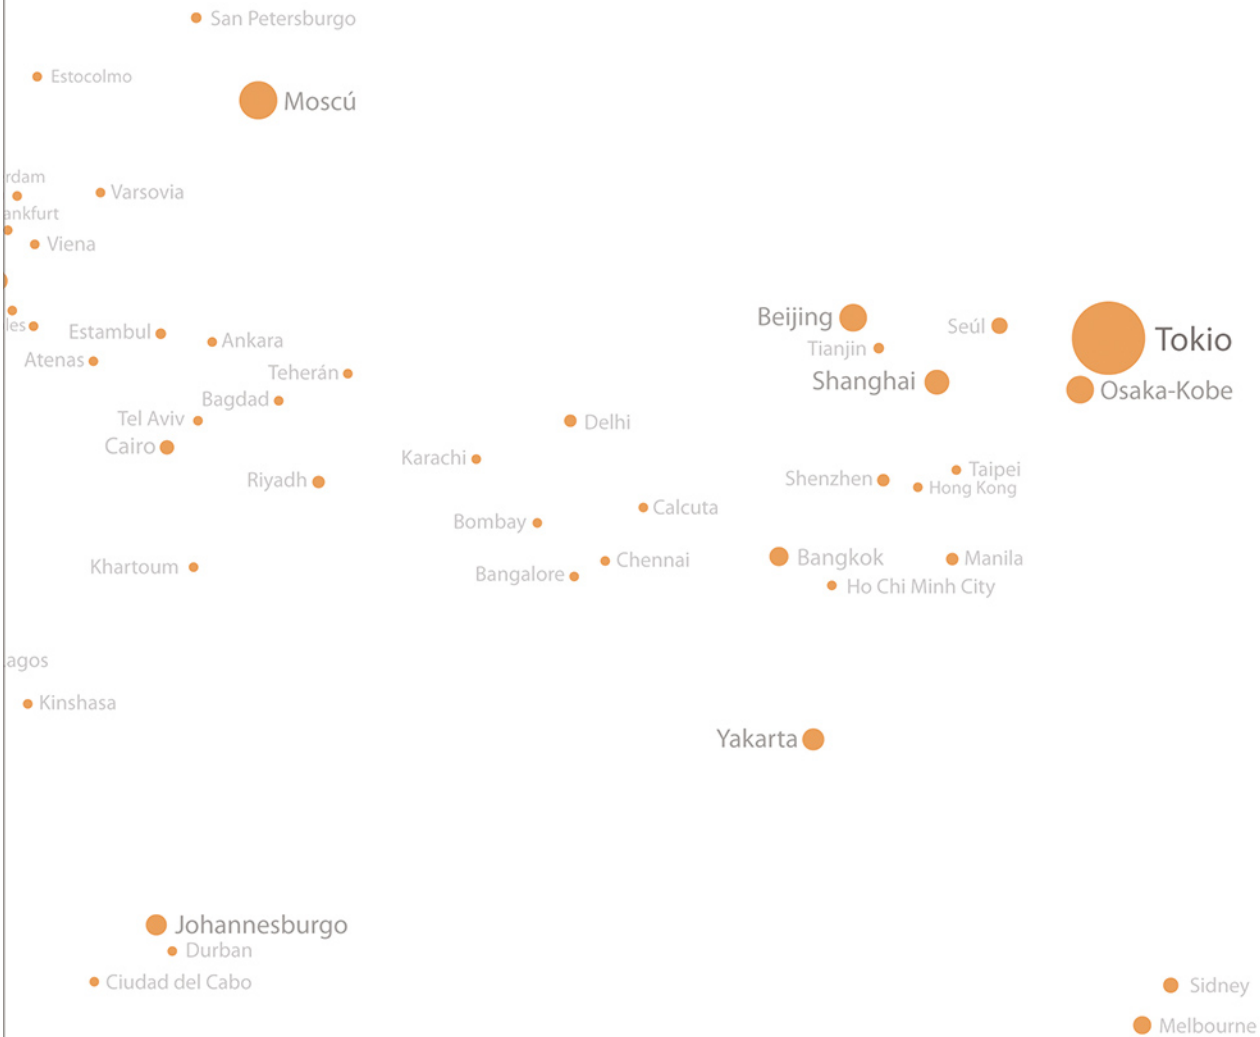 San Petersburgo
Estocolmo
Moscú
rdam
Varsovia
ankfurt
Viena
Beijing
Seúl
les
Estambul
Ankara
Tokio
Tianjin
Atenas
Teherán
Shanghai
Osaka-Kobe
Bagdad
Tel Aviv
Delhi
Cairo
Karachi
Taipei
Riyadh
Shenzhen
Hong Kong
Calcuta
Bombay
Bangkok
Manila
Chennai
Khartoum
Bangalore
Ho Chi Minh City
agos
Kinshasa
Yakarta
Johannesburgo
Durban
Ciudad del Cabo
Sidney
Melbourne